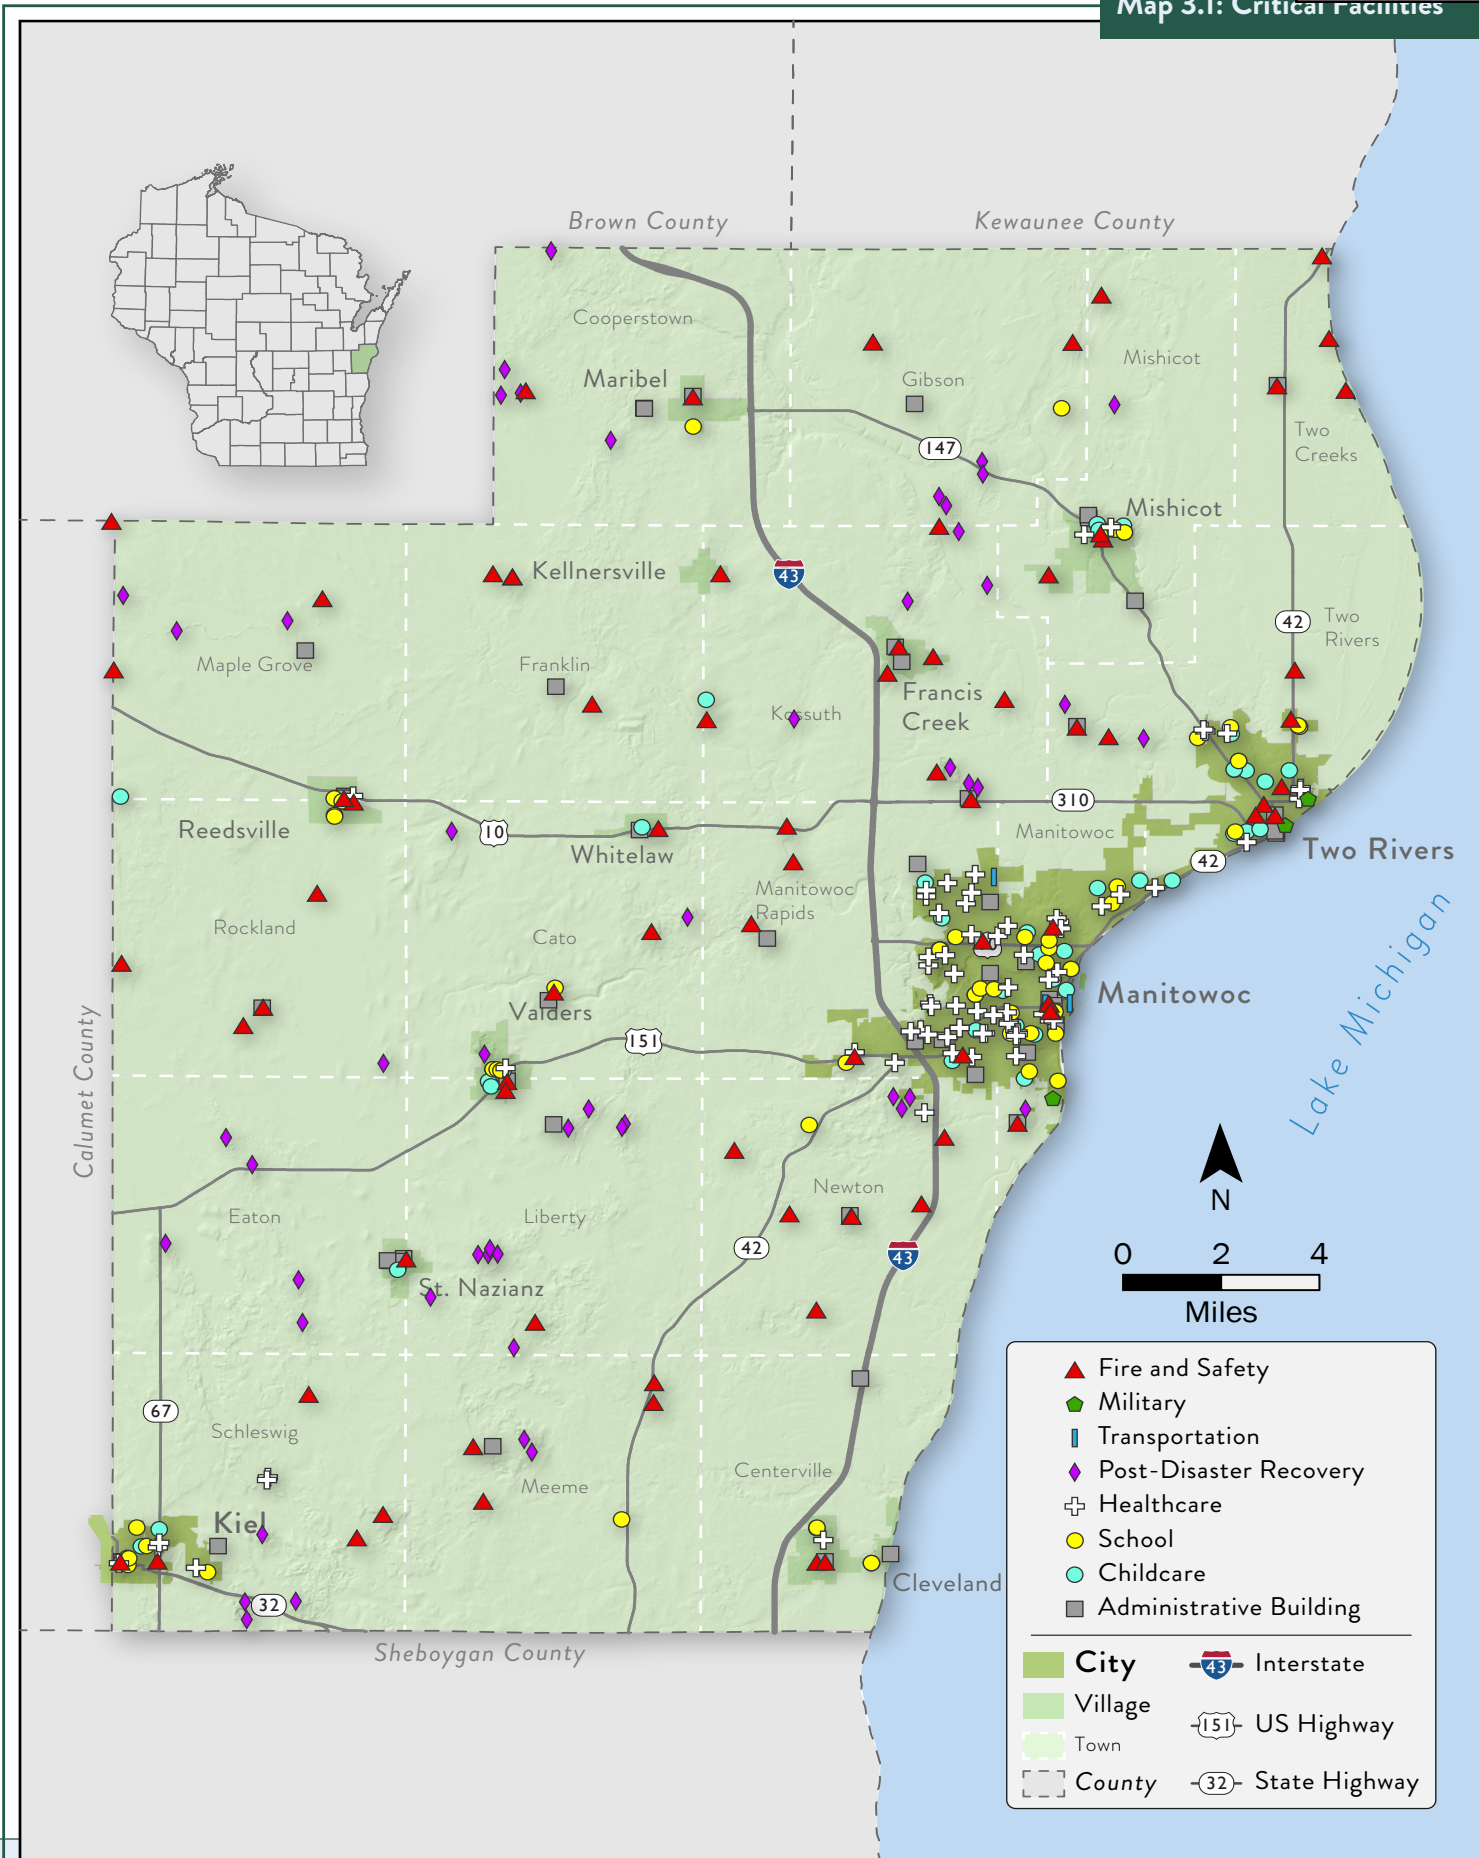 Map 3.1: Critical Facilities
Brown County
Kewaunee County
Cooperstown
Mishicot
Maribel
Gibson
147
Two
Creeks
Mishicot
Kellnersville
43
42
Two
Rivers
Maple Grove
Franklin
Francis
Creek
Kossuth
310
Reedsville
10
Manitowoc
Whitelaw
Two Rivers
42
Manitowoc
Rapids
Rockland
Cato
Lake Michigan
Manitowoc
Valders
Calumet County
151
N
Newton
Eaton
Liberty
42
43
0 2 4
Miles
St. Nazianz
Fire and Safety
Military
Transportation
Post-Disaster Recovery
Healthcare
School
Childcare
Administrative Building
City
Village
Town
County
43 Interstate
151 US Highway
32 State Highway
67
Schleswig
Centerville
Meeme
Kiel
Cleveland
32
Sheboygan County